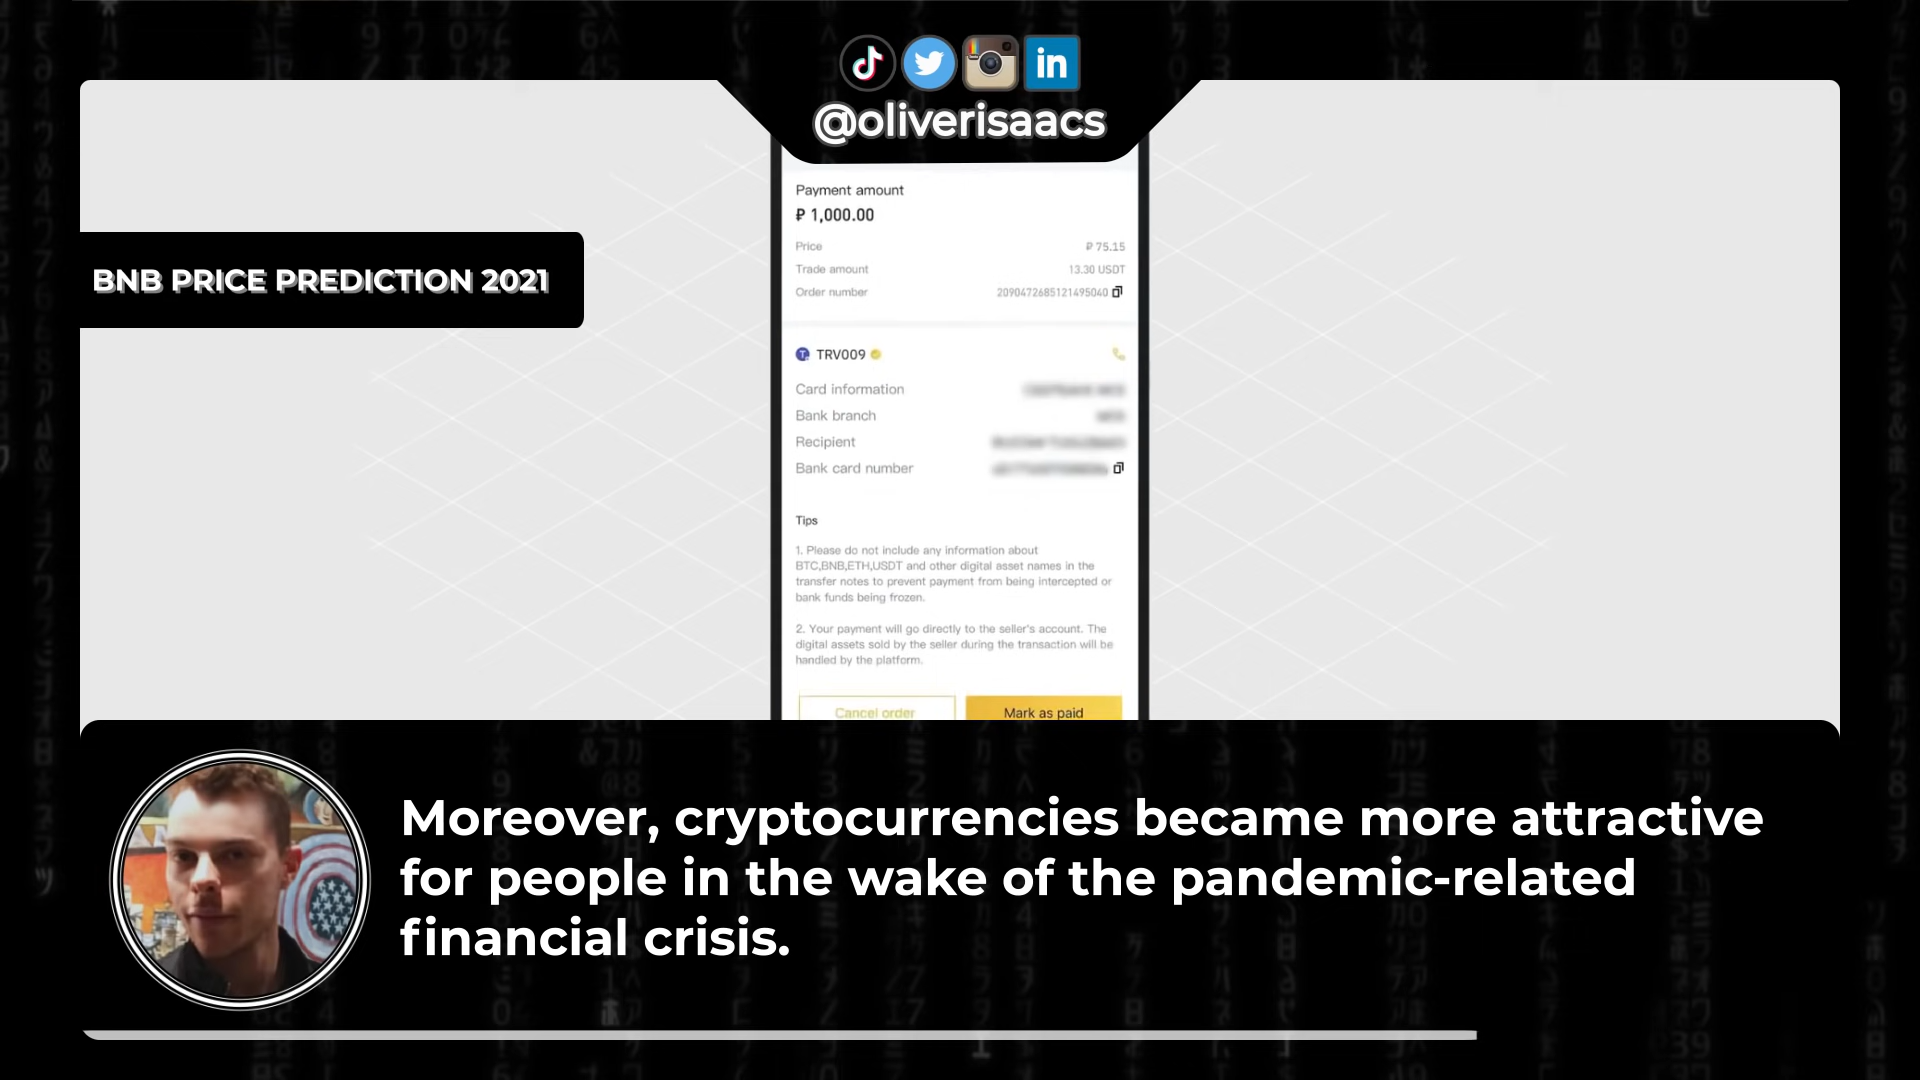 @oliverisaacs
Payment amount
₽ 1,000.00
Price ₽ 75.15
Trade amount 13.30 USDT
Order number 2090472685121495040
BNB PRICE PREDICTION 2021
TRV009
Card information
Bank branch
Recipient
Bank card number
Tips
1. Please do not include any information about
BTC,BNB,ETH,USDT and other digital asset names in the
transfer notes to prevent payment from being intercepted or
bank funds being frozen.
2. Your payment will go directly to the seller's account. The
digital assets sold by the seller during the transaction will be
handled by the platform.
Cancel order Mark as paid
Moreover, cryptocurrencies became more attractive
for people in the wake of the pandemic-related
financial crisis.